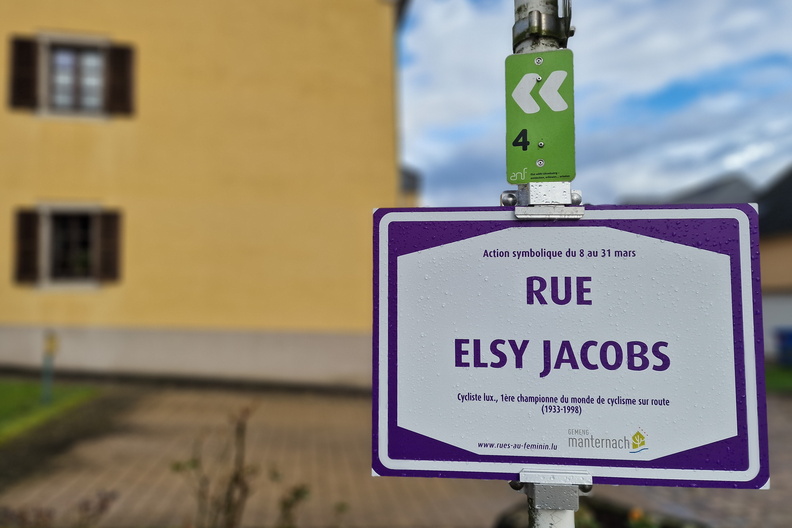 4
anf
Action symbolique du 8 au 31 mars
RUE
ELSY JACOBS
Cycliste lux., 1ère championne du monde de cyclisme sur route
(1933-1998)
www.rues-au-feminin.lu
GEMENG
manternach